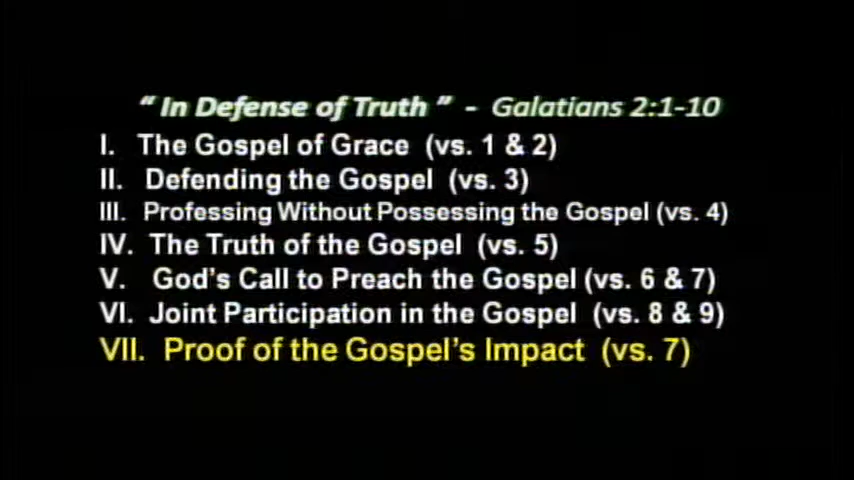 “ In Defense of Truth ” - Galatians 2:1-10
I. The Gospel of Grace (vs. 1 & 2)
II. Defending the Gospel (vs. 3)
III. Professing Without Possessing the Gospel (vs. 4)
IV. The Truth of the Gospel (vs. 5)
V. God’s Call to Preach the Gospel (vs. 6 & 7)
VI. Joint Participation in the Gospel (vs. 8 & 9)
VII. Proof of the Gospel’s Impact (vs. 7)